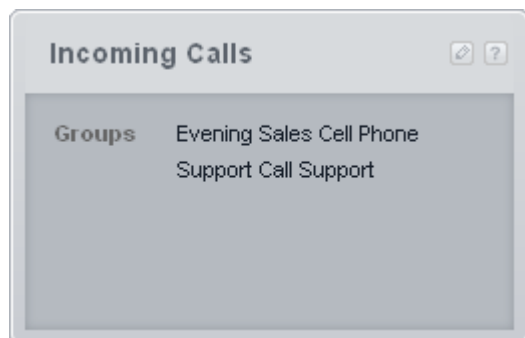 Incoming Calls
?
Groups Evening Sales Cell Phone
Support Call Support